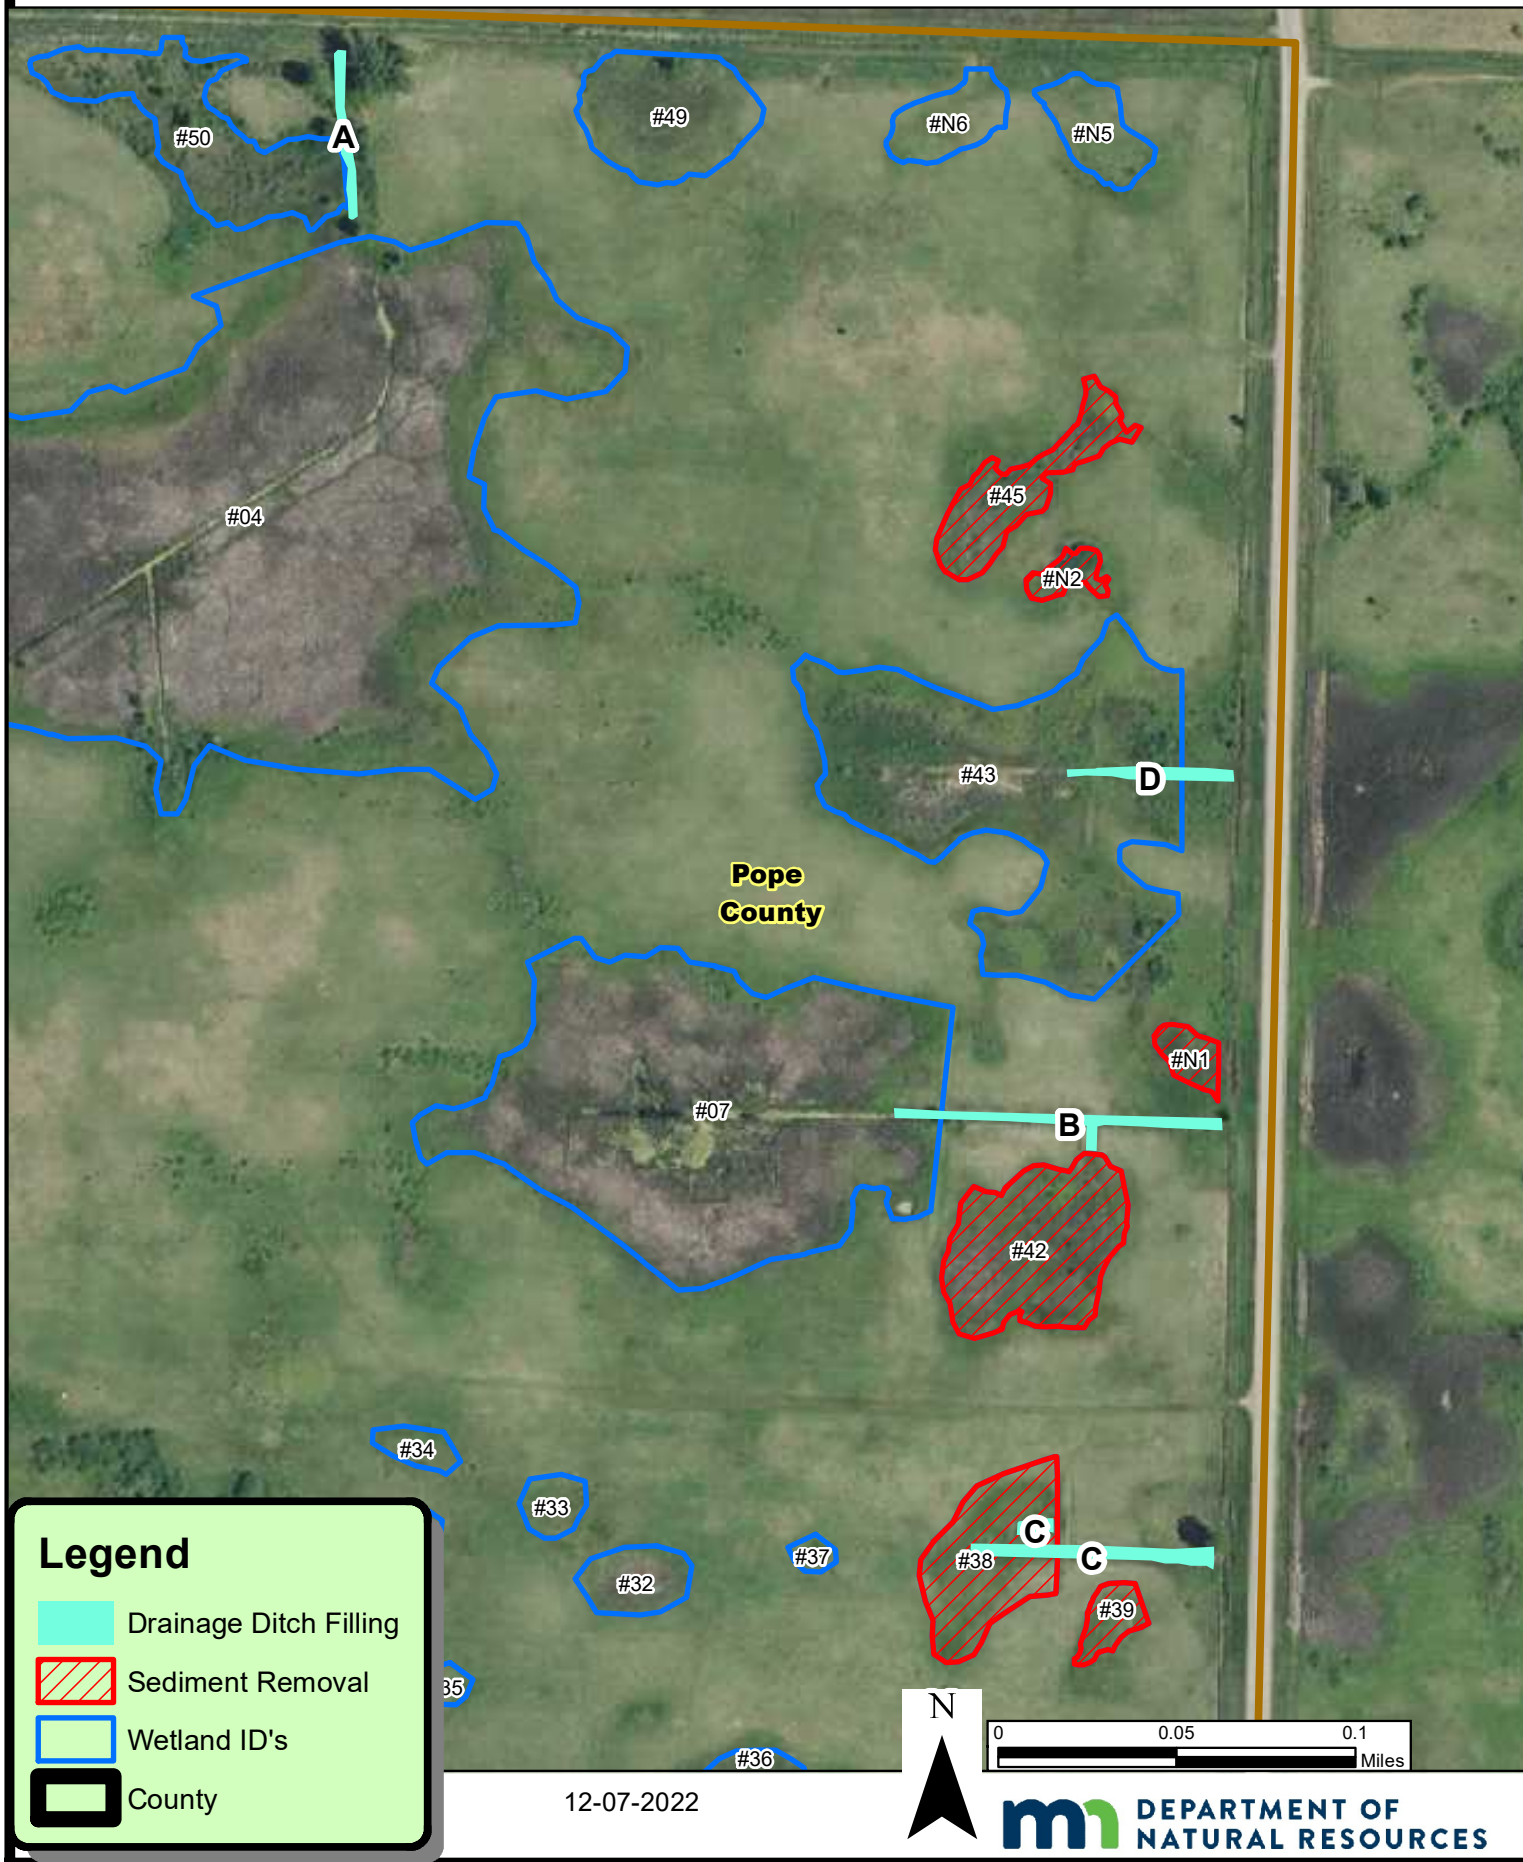 #50
A
#49
#N6
#N5
#04
#45
#N2
#43
D
Pope
County
#N1
#07
B
#42
#34
#33
#32
#37
#38
C
C
#39
35
#36
Legend
Drainage Ditch Filling
Sediment Removal
Wetland ID's
County
12-07-2022
N
0 0.05 0.1
Miles
mn DEPARTMENT OF
NATURAL RESOURCES